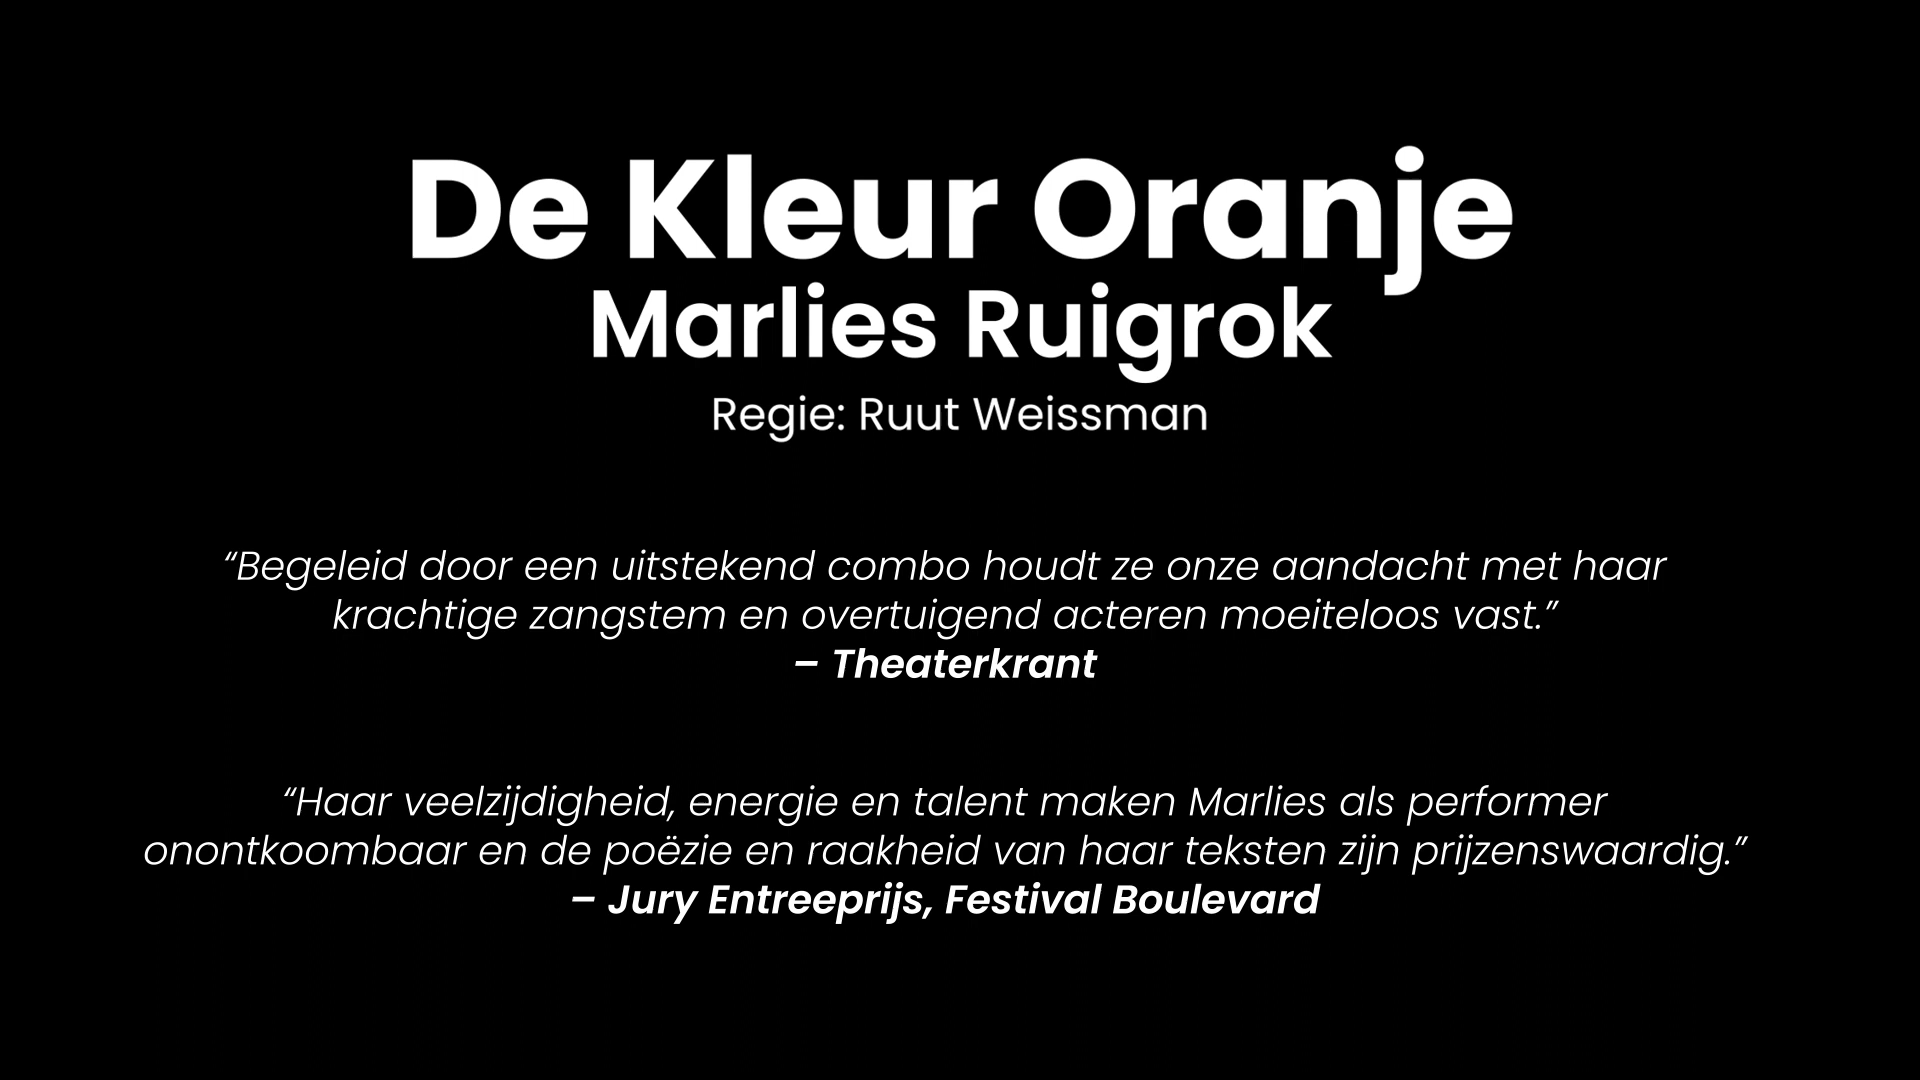 De Kleur Oranje
Marlies Ruigrok
Regie: Ruut Weissman
“Begeleid door een uitstekend combo houdt ze onze aandacht met haar
krachtige zangstem en overtuigend acteren moeiteloos vast.”
– Theaterkrant
“Haar veelzijdigheid, energie en talent maken Marlies als performer
onontkoombaar en de poëzie en raakheid van haar teksten zijn prijzenswaardig.”
– Jury Entreeprijs, Festival Boulevard